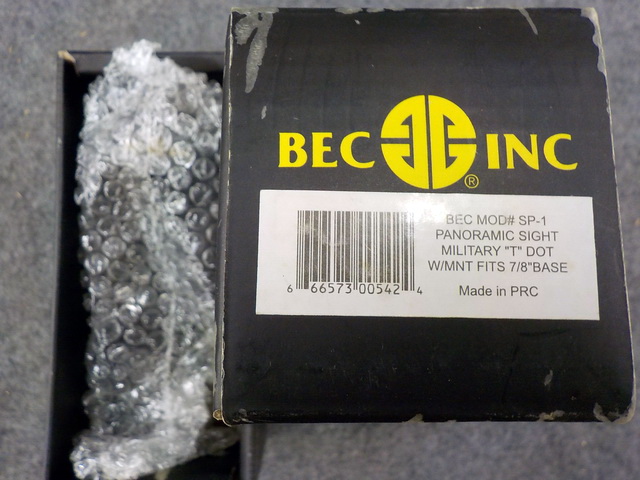 BEC INC
®
BEC MOD# SP-1
PANORAMIC SIGHT
MILITARY "T" DOT
W/MNT FITS 7/8"BASE
Made in PRC
6 66573 00542 4